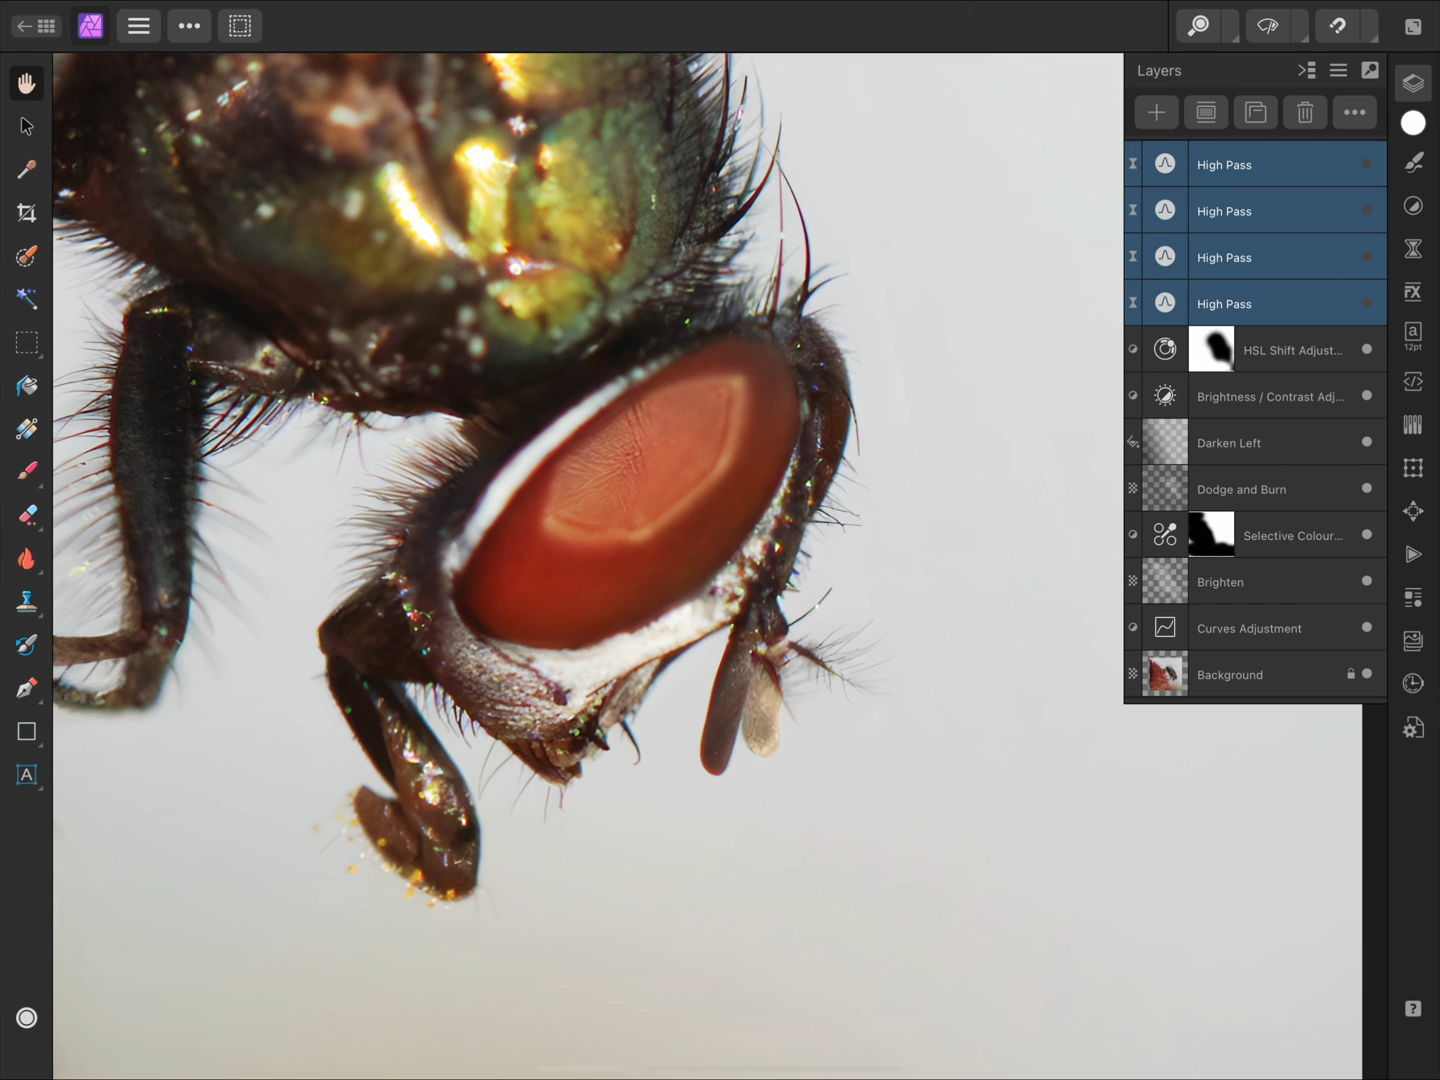 Layers
High Pass
High Pass
High Pass
High Pass
HSL Shift Adjust...
Brightness / Contrast Adj...
Darken Left
Dodge and Burn
Selective Colour...
Brighten
Curves Adjustment
Background
FX
a
12pt
A
?